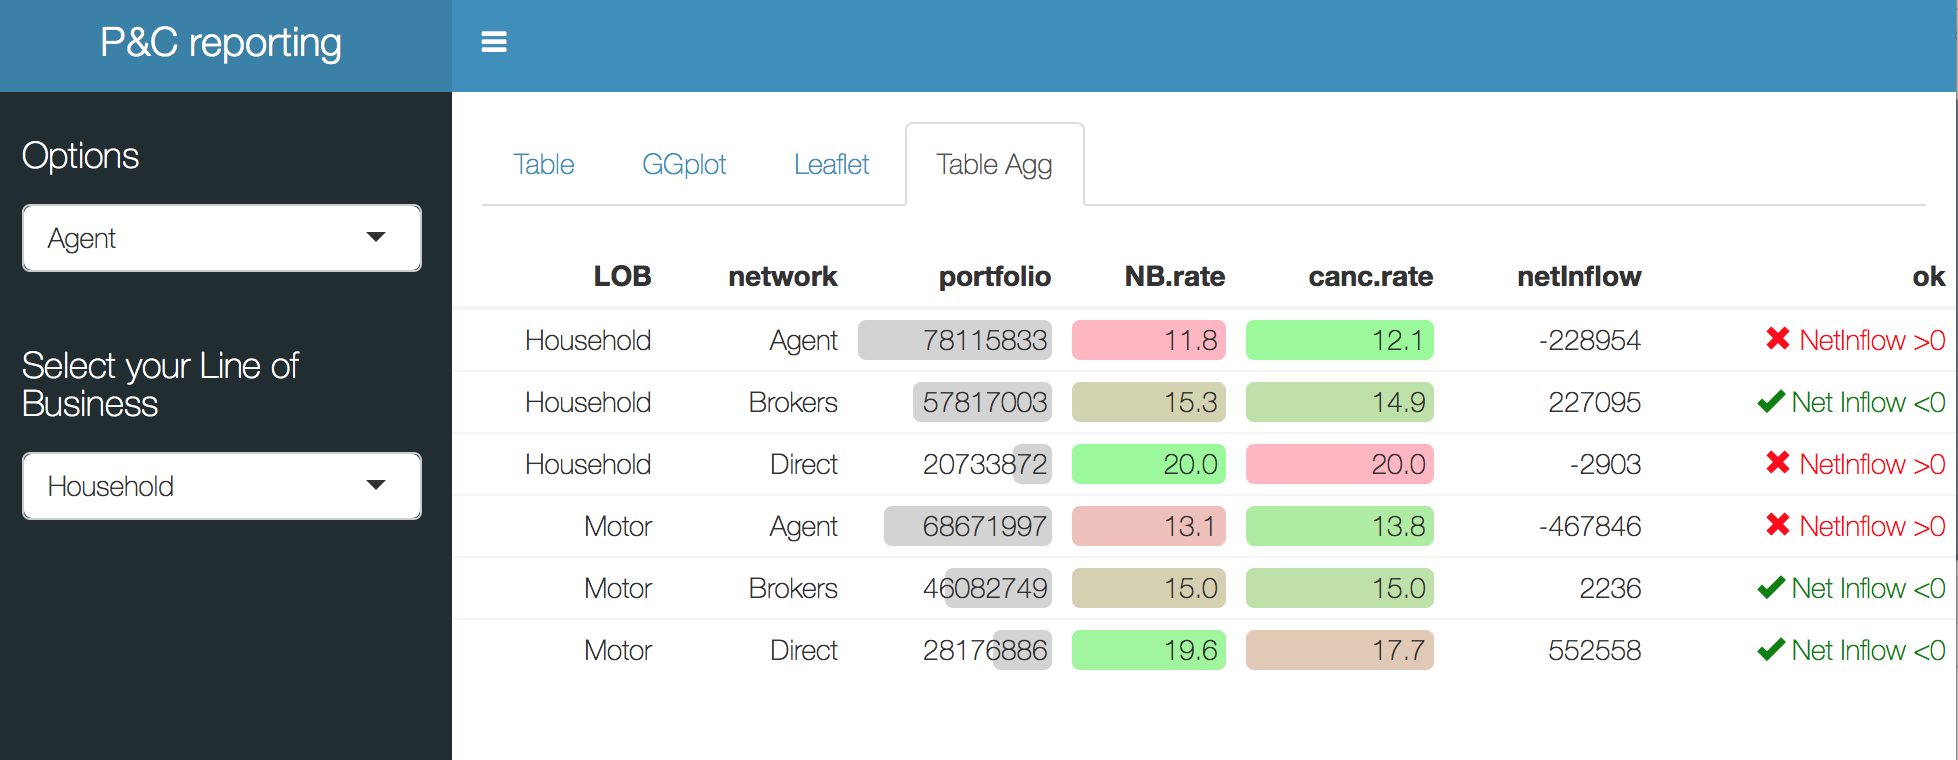 P&C reporting
Options
Agent
Select your Line of
Business
Household
Table GGplot Leaflet Table Agg
LOB network portfolio NB.rate canc.rate netInflow ok
Household Agent 78115833 11.8 12.1 -228954 NetInflow >0
Household Brokers 57817003 15.3 14.9 227095 Net Inflow <0
Household Direct 20733872 20.0 20.0 -2903 NetInflow >0
Motor Agent 68671997 13.1 13.8 -467846 NetInflow >0
Motor Brokers 46082749 15.0 15.0 2236 Net Inflow <0
Motor Direct 28176886 19.6 17.7 552558 Net Inflow <0